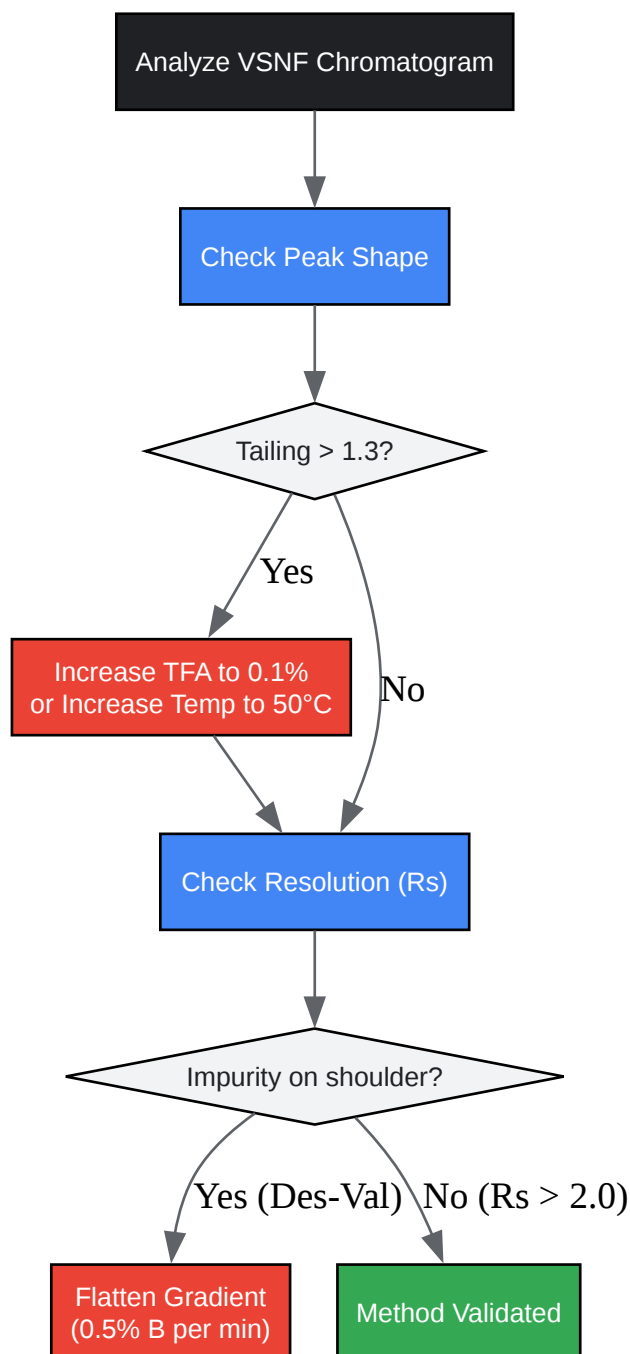 Analyze VSNF Chromatogram
Check Peak Shape
Tailing > 1.3?
Yes
Increase TFA to 0.1%
or Increase Temp to 50°C
No
Check Resolution (Rs)
Impurity on shoulder?
Yes (Des-Val)
No (Rs > 2.0)
Flatten Gradient
(0.5% B per min)
Method Validated